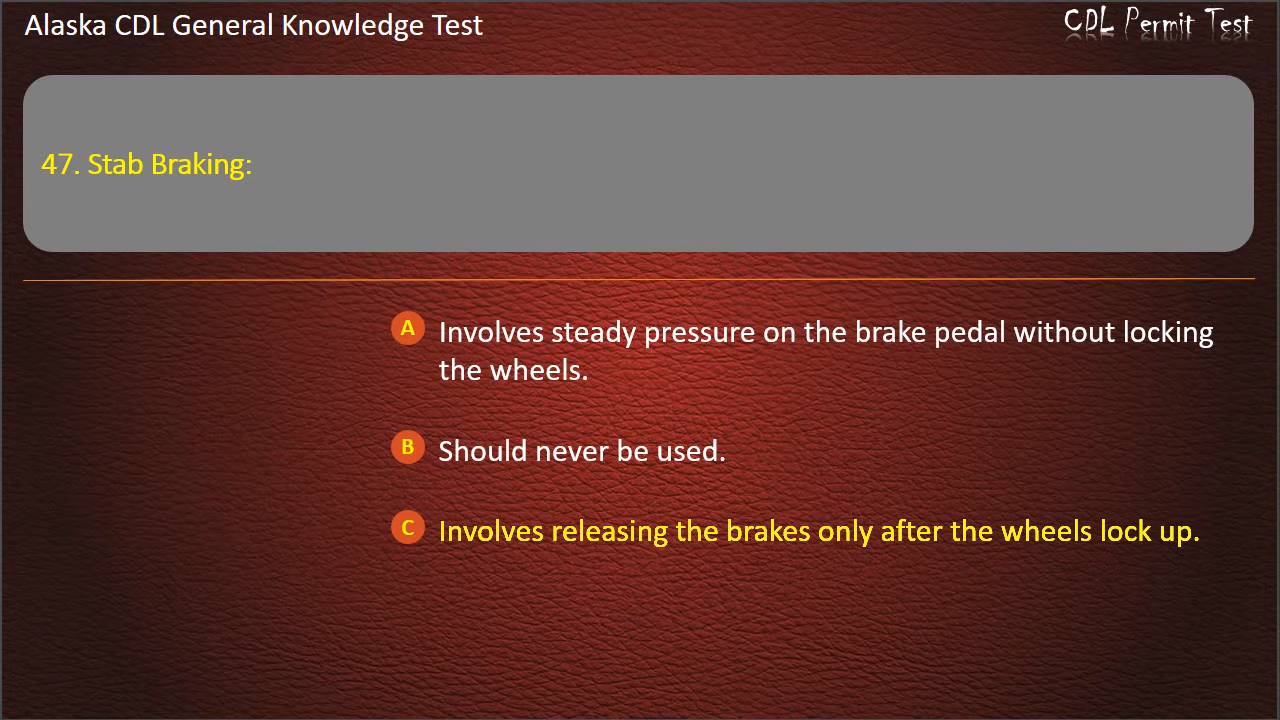 Alaska CDL General Knowledge Test
CDL Permit Test
47. Stab Braking:
A Involves steady pressure on the brake pedal without locking
the wheels.
B Should never be used.
C Involves releasing the brakes only after the wheels lock up.